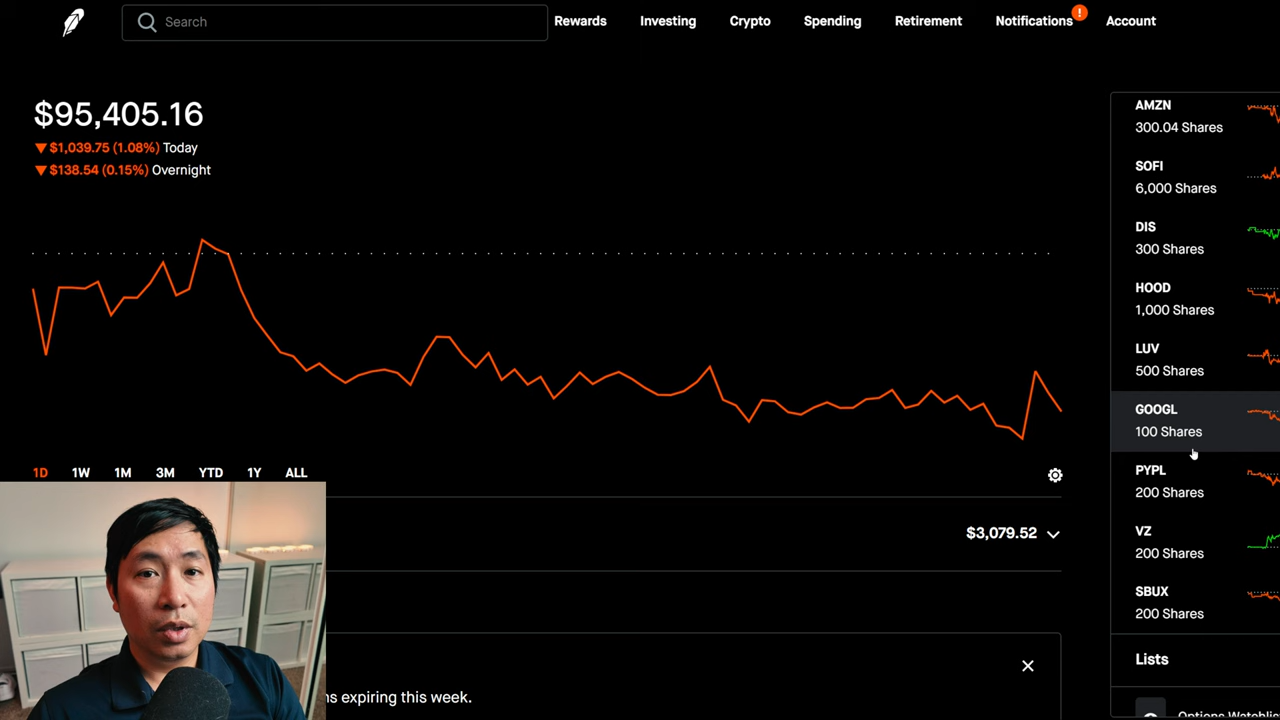 Search
Rewards
Investing
Crypto
Spending
Retirement
Notifications
!
Account
$95,405.16
▼ $1,039.75 (1.08%) Today
▼ $138.54 (0.15%) Overnight
1D
1W
1M
3M
YTD
1Y
ALL
$3,079.52
ns expiring this week.
AMZN
300.04 Shares
SOFI
6,000 Shares
DIS
300 Shares
HOOD
1,000 Shares
LUV
500 Shares
GOOGL
100 Shares
PYPL
200 Shares
VZ
200 Shares
SBUX
200 Shares
Lists
Options Watchlis